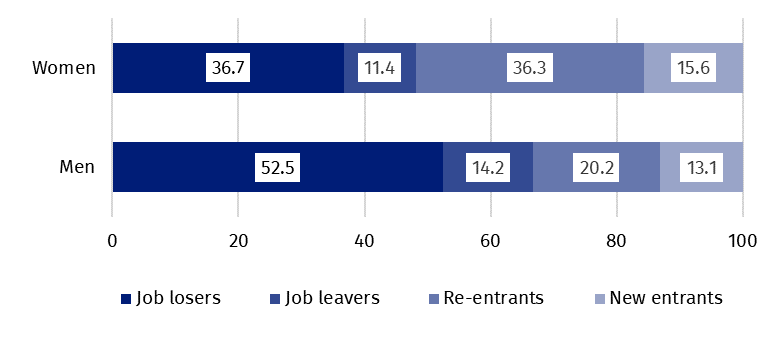 Women 36.7 11.4 36.3 15.6
Men 52.5 14.2 20.2 13.1
0 20 40 60 80 100
Job losers Job leavers Re-entrants New entrants